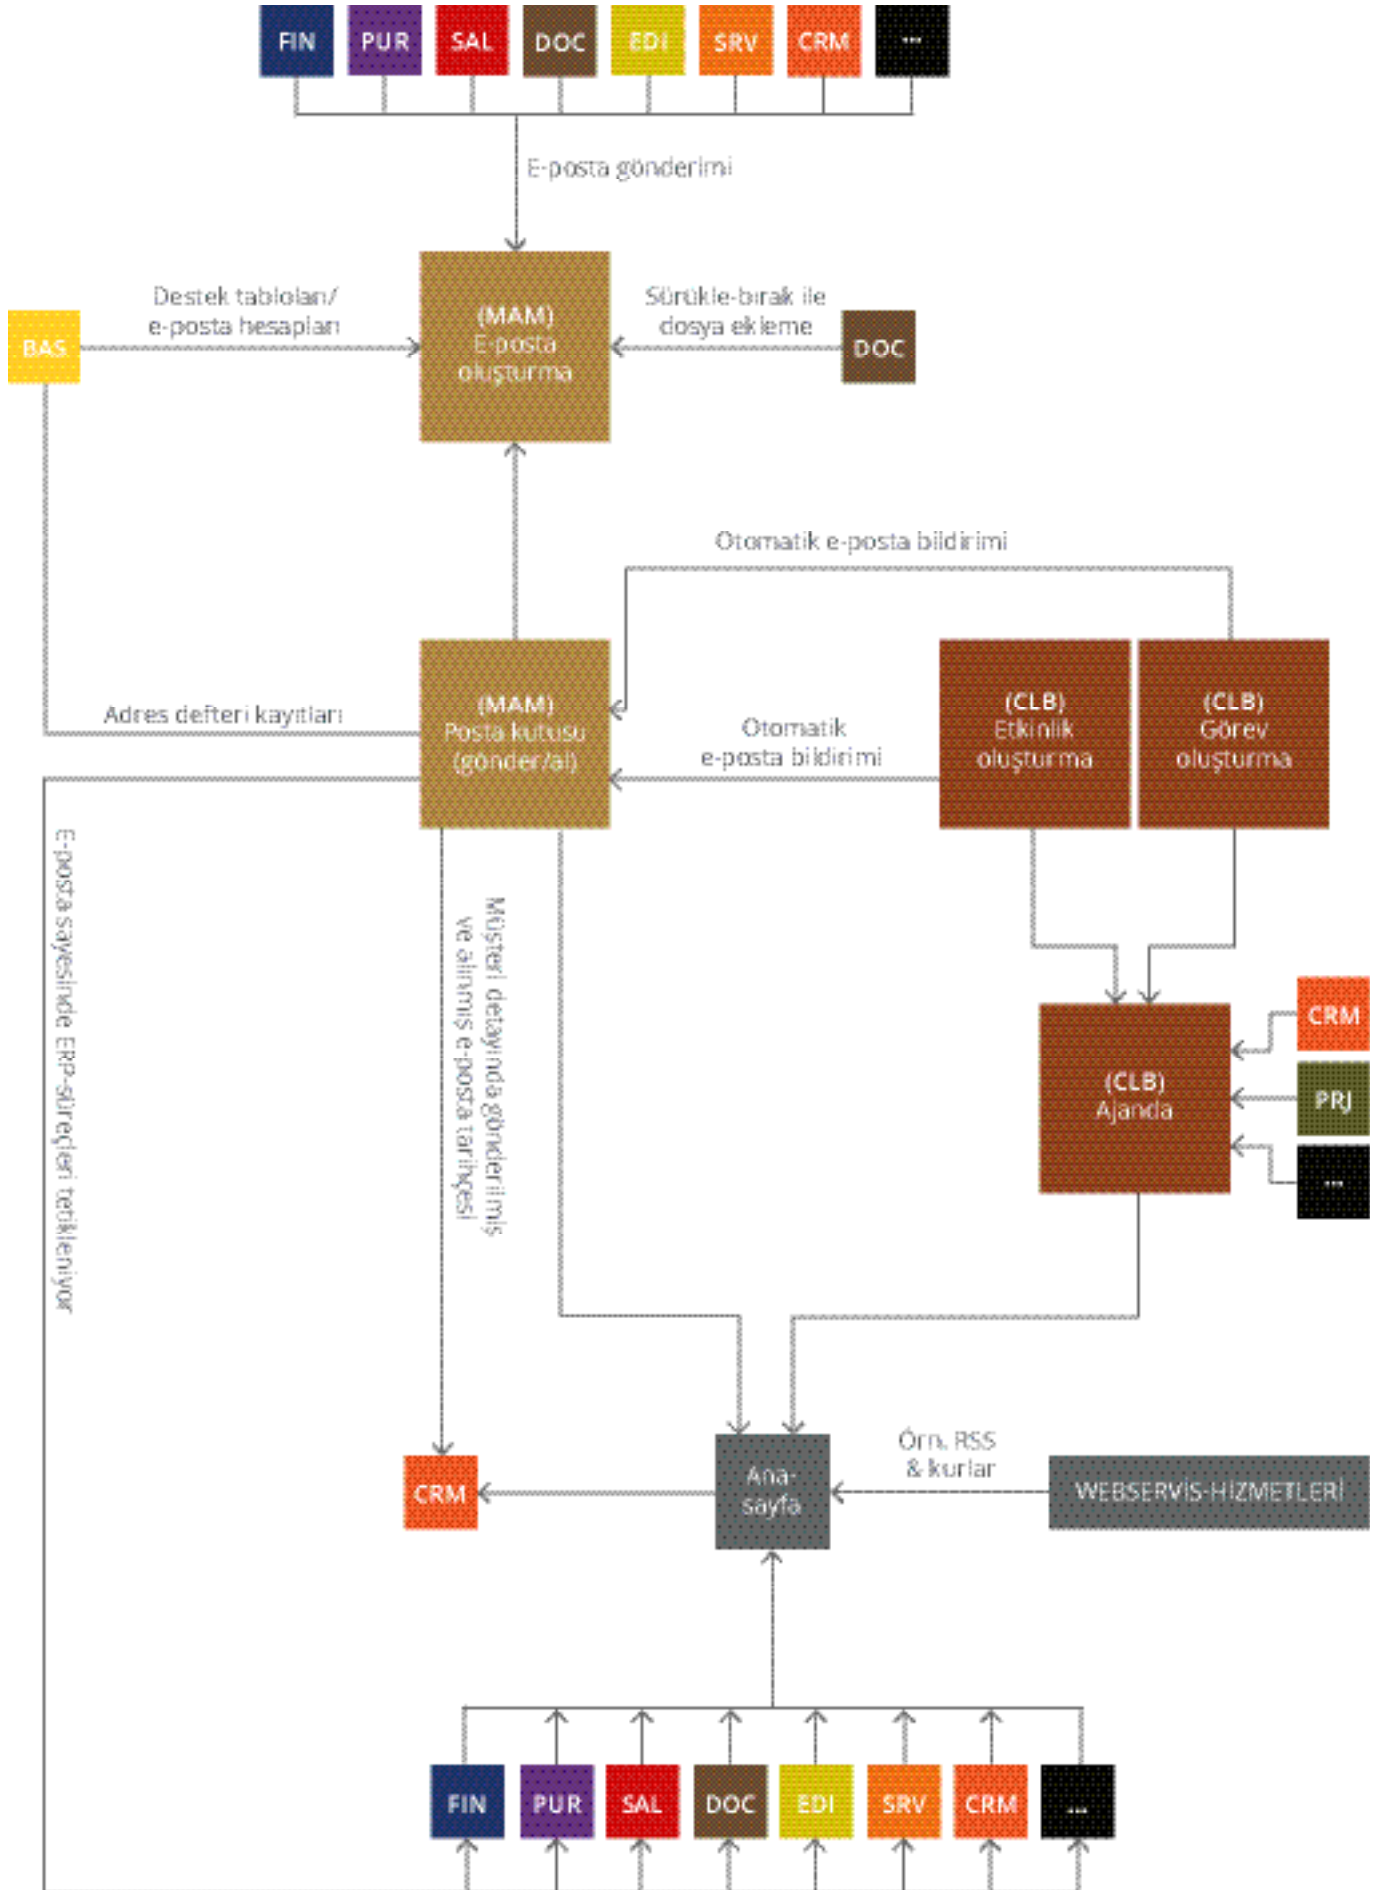 FIN
PUR
SAL
DOC
EDI
SRV
CRM
...
E-posta gönderimi
Destek tabloları/
e-posta hesapları
BAS
(MAM)
E-posta
oluşturma
Sürükle-bırak ile
dosya ekleme
DOC
Otomatik e-posta bildirimi
Adres defteri kayıtları
(MAM)
Posta kutusu
(gönder/al)
Otomatik
e-posta bildirimi
(CLB)
Etkinlik
oluşturma
(CLB)
Görev
oluşturma
E-posta sayesinde ERP-süreçleri tetikleniyor
Müşteri detayında gönderilmiş
ve alınmış e-posta tarihçesi
(CLB)
Ajanda
CRM
PRJ
...
CRM
Ana-
sayfa
Örn. RSS
& kurlar
WEBSERVİS-HİZMETLERİ
FIN
PUR
SAL
DOC
EDI
SRV
CRM
...